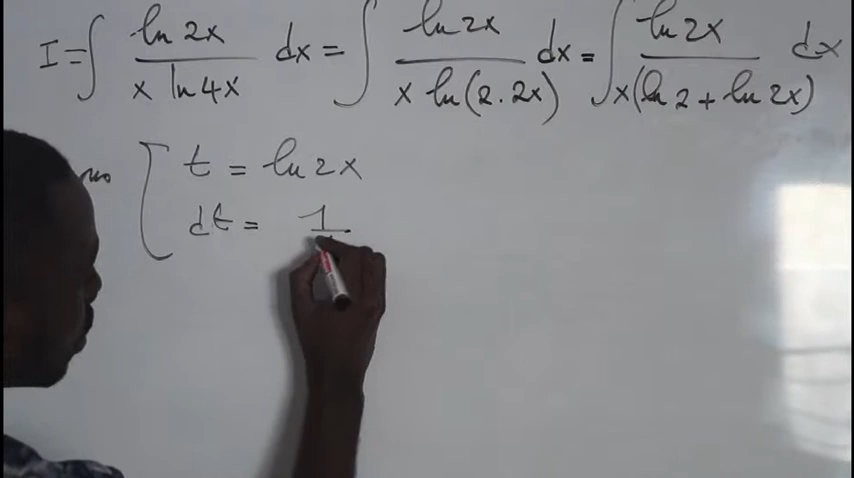 I = ∫ ln 2x / x ln 4x dx = ∫ ln 2x / x ln(2.2x) dx = ∫ ln 2x / x(ln 2 + ln 2x) dx
t = ln 2x
dt = 1